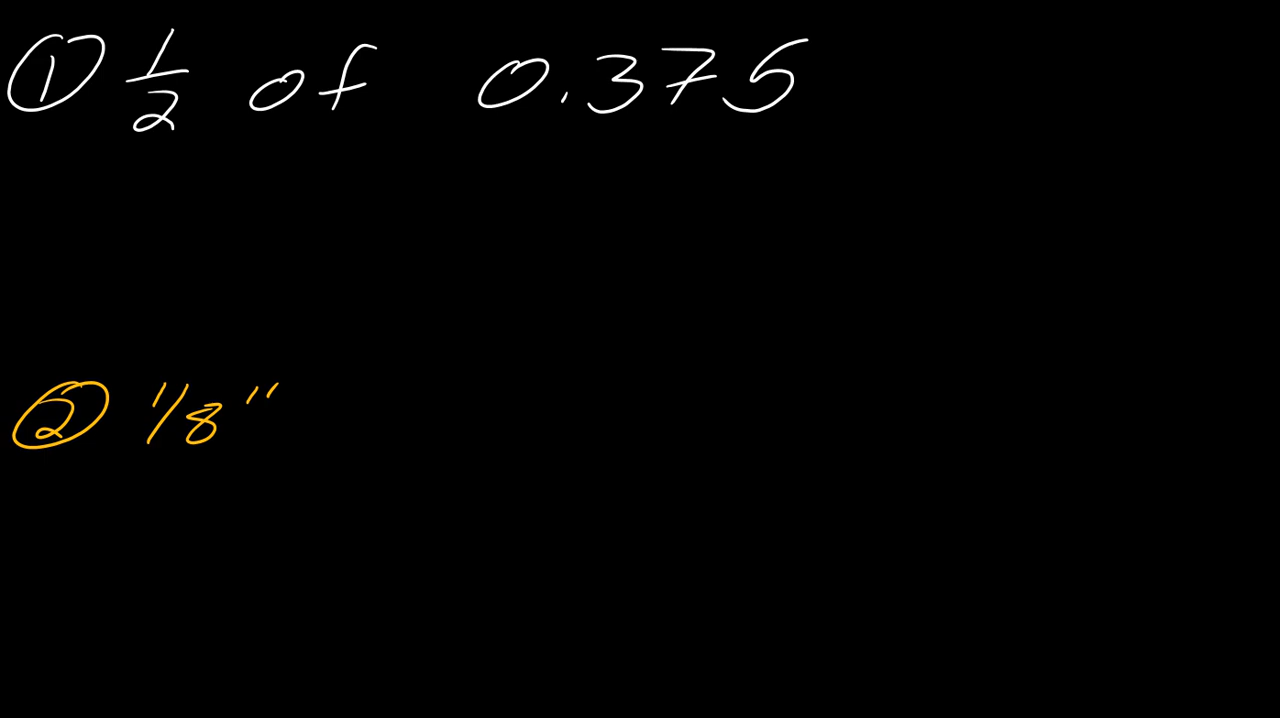 ① 1/2 of 0.375
② 1/8"